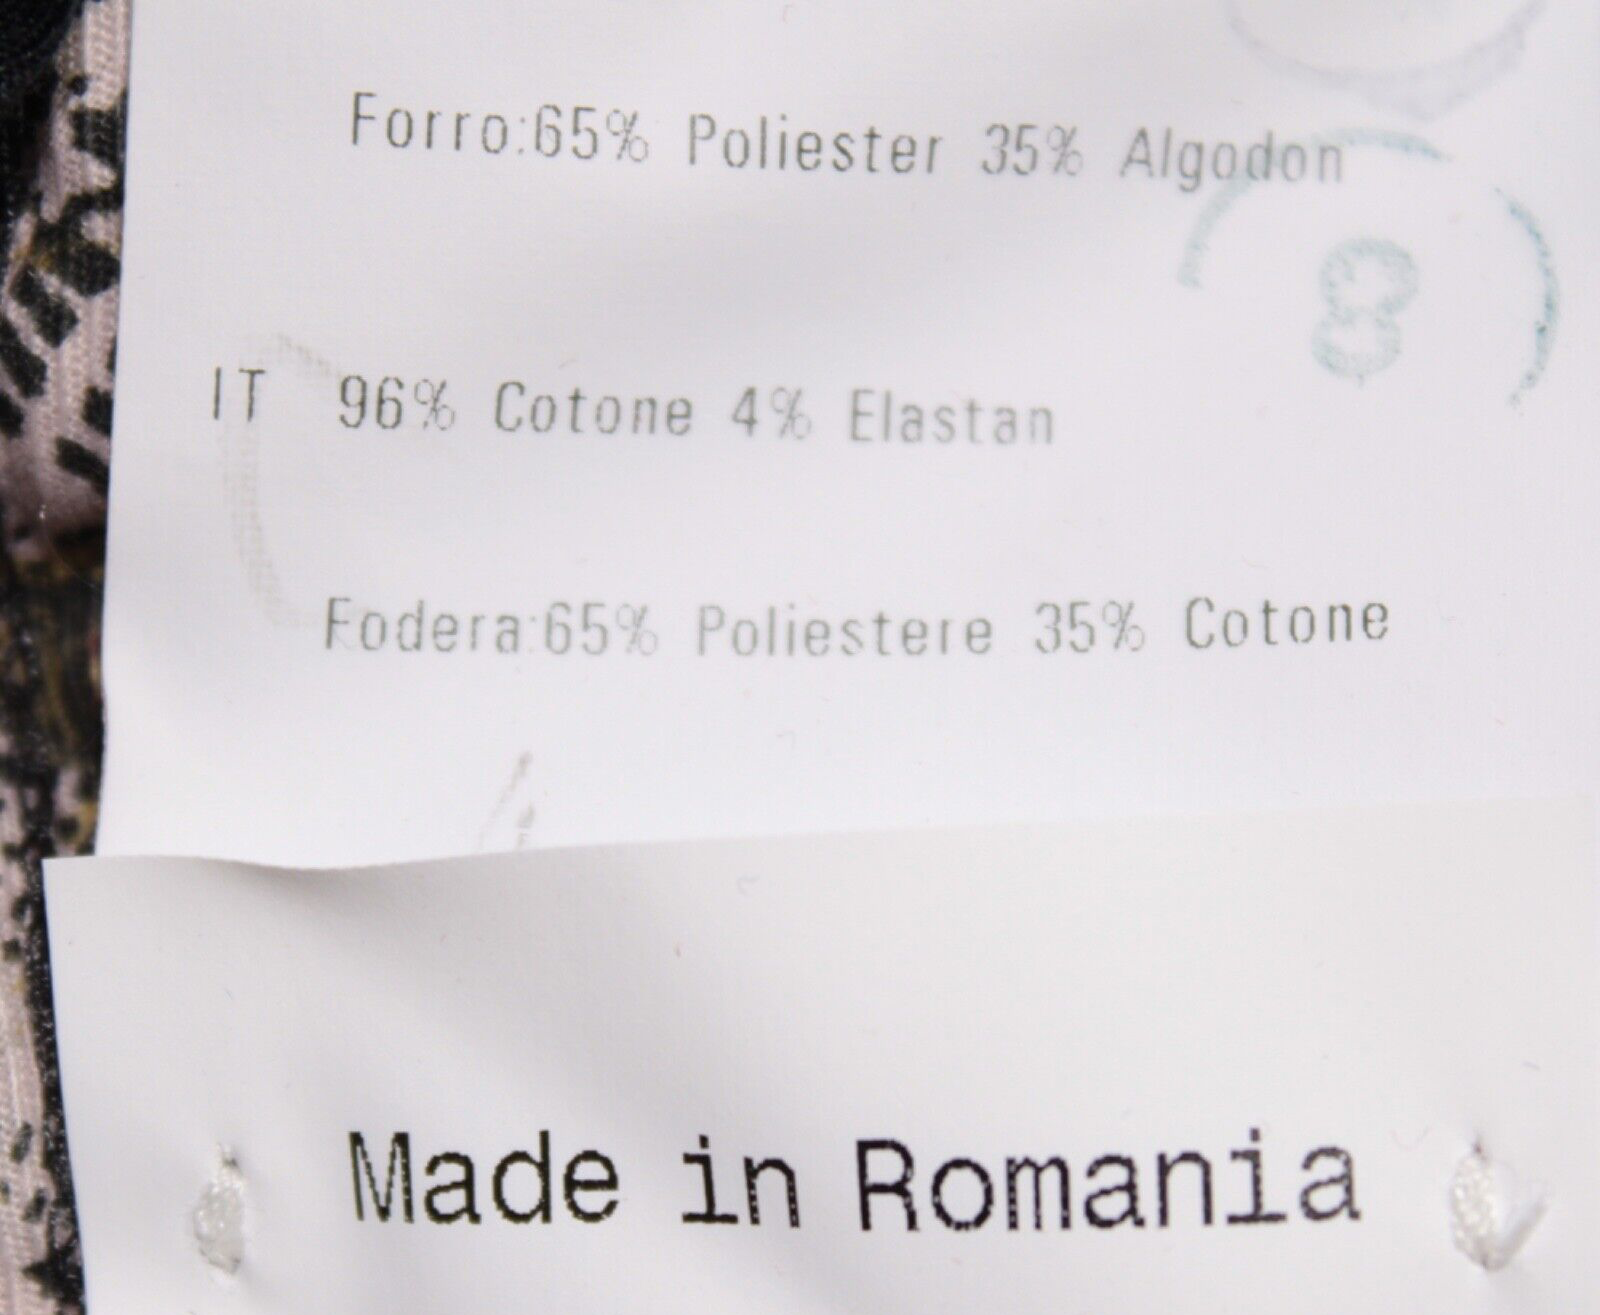 Forro:65% Poliester 35% Algodon
8
IT 96% Cotone 4% Elastan
Fodera:65% Poliestere 35% Cotone
Made in Romania